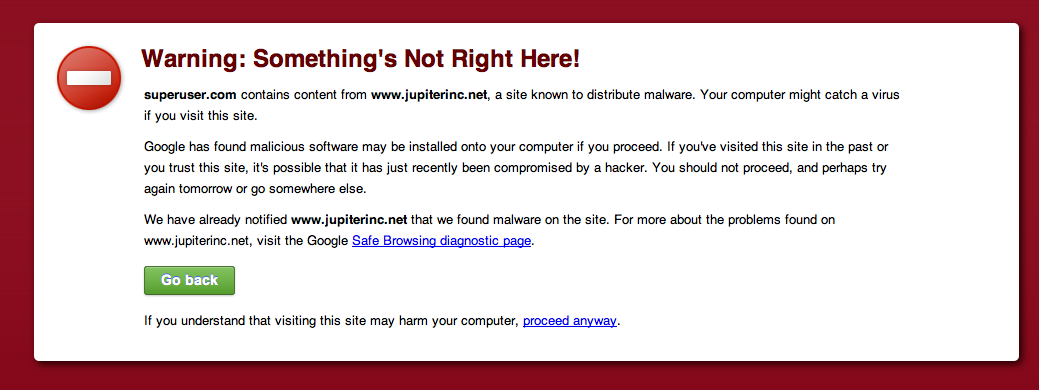 Warning: Something's Not Right Here!
superuser.com contains content from www.jupiterinc.net, a site known to distribute malware. Your computer might catch a virus
if you visit this site.
Google has found malicious software may be installed onto your computer if you proceed. If you've visited this site in the past or
you trust this site, it's possible that it has just recently been compromised by a hacker. You should not proceed, and perhaps try
again tomorrow or go somewhere else.
We have already notified www.jupiterinc.net that we found malware on the site. For more about the problems found on
www.jupiterinc.net, visit the Google Safe Browsing diagnostic page.
Go back
If you understand that visiting this site may harm your computer, proceed anyway.